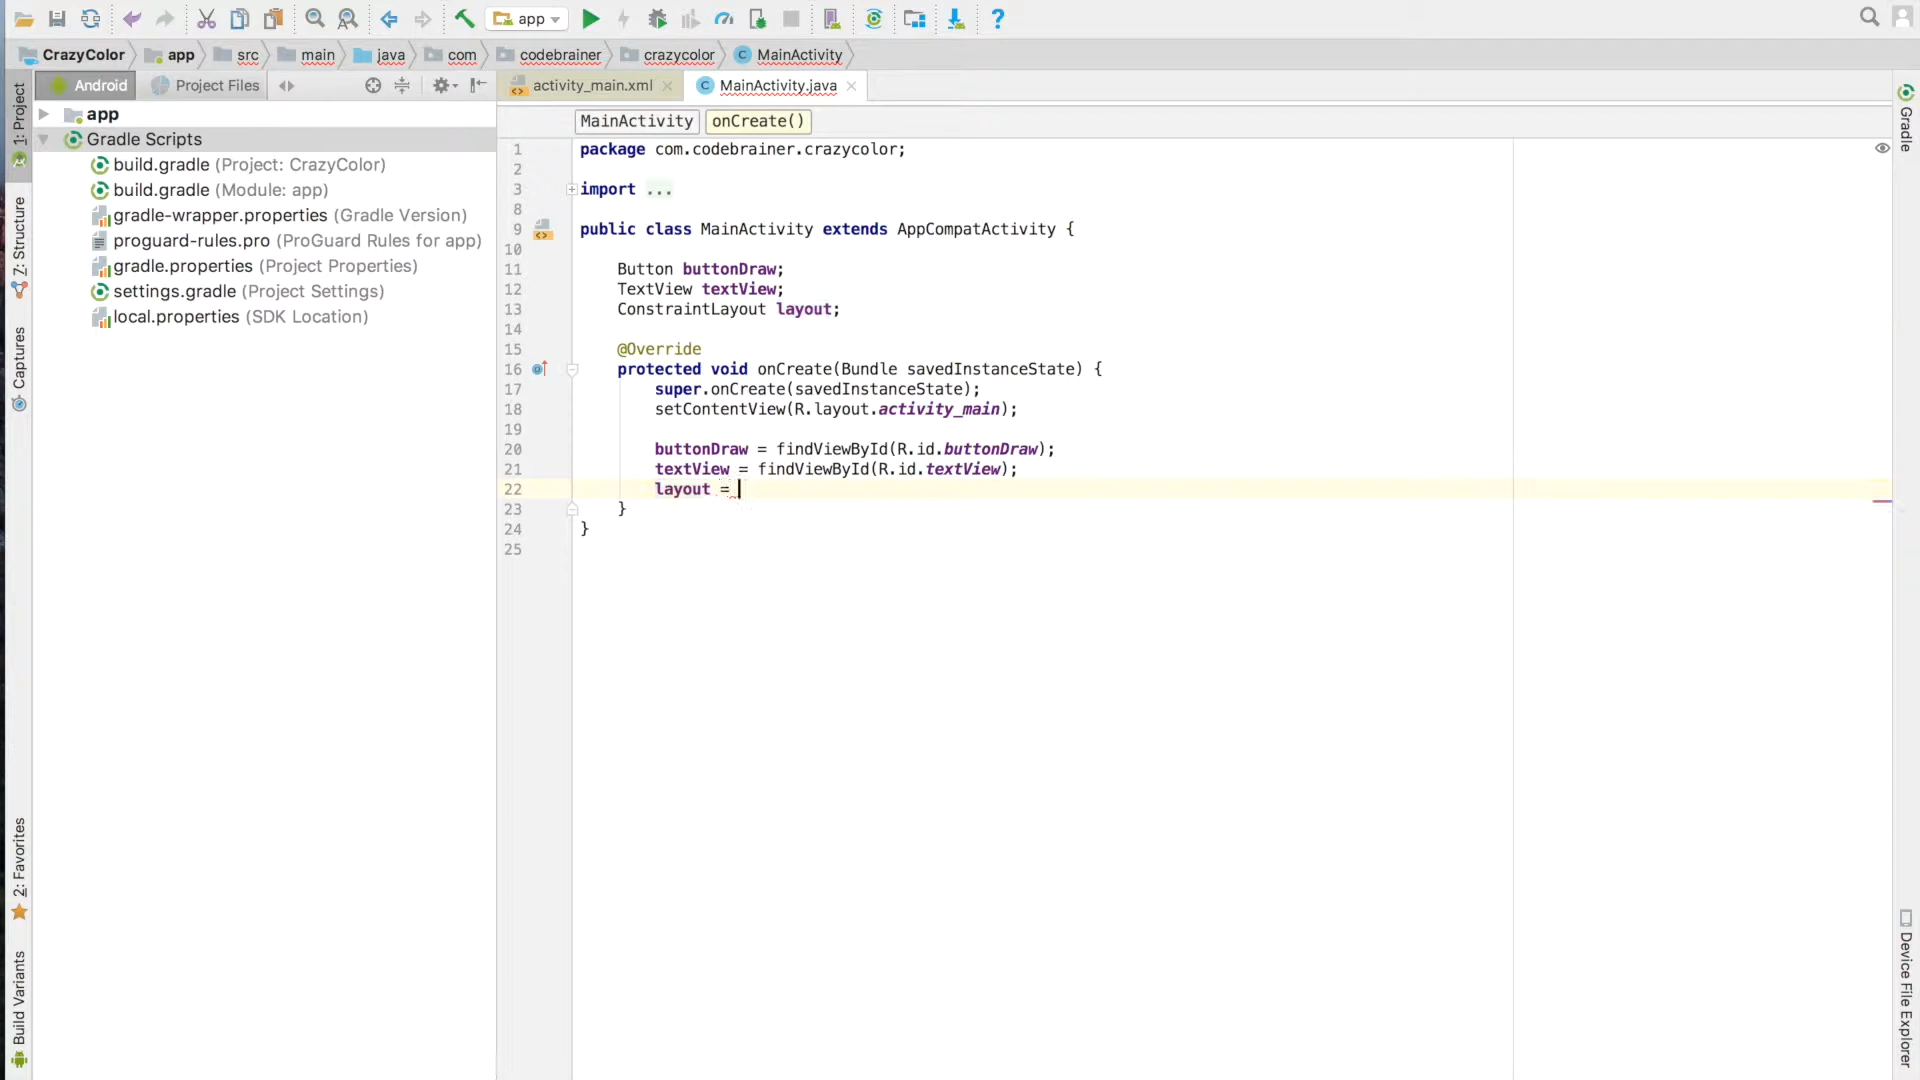 app
?
CrazyColor app src main java com codebrainer crazycolor MainActivity
Android Project Files
activity_main.xml MainActivity.java
MainActivity onCreate()
1: Project
7: Structure
Captures
2: Favorites
Build Variants
app
Gradle Scripts
build.gradle (Project: CrazyColor)
build.gradle (Module: app)
gradle-wrapper.properties (Gradle Version)
proguard-rules.pro (ProGuard Rules for app)
gradle.properties (Project Properties)
settings.gradle (Project Settings)
local.properties (SDK Location)
1 package com.codebrainer.crazycolor;
2
3 import ...
8
9 public class MainActivity extends AppCompatActivity {
10
11 Button buttonDraw;
12 TextView textView;
13 ConstraintLayout layout;
14
15 @Override
16 protected void onCreate(Bundle savedInstanceState) {
17 super.onCreate(savedInstanceState);
18 setContentView(R.layout.activity_main);
19
20 buttonDraw = findViewById(R.id.buttonDraw);
21 textView = findViewById(R.id.textView);
22 layout =
23 }
24 }
25
Gradle
Device File Explorer